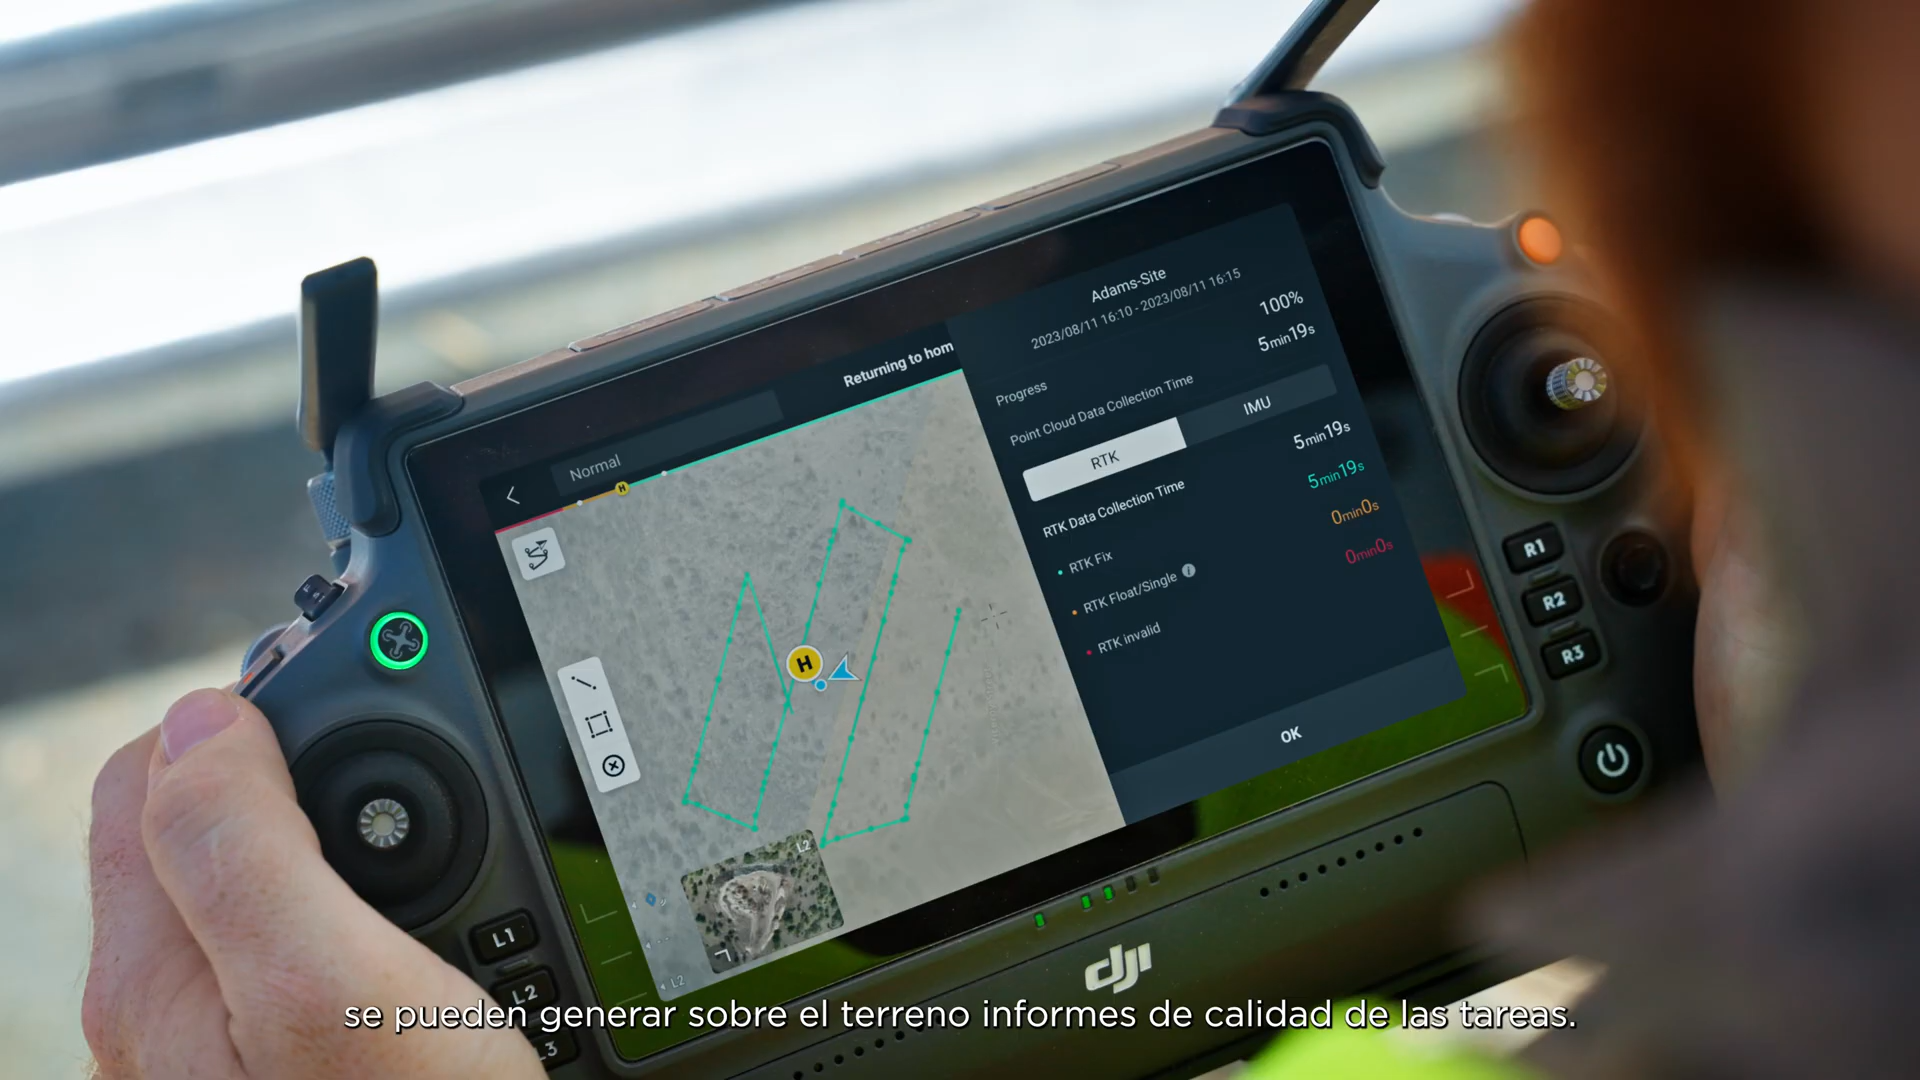 Adams-Site
2023/08/11 16:10 - 2023/08/11 16:15
Progress 100%
Point Cloud Data Collection Time 5min19s
RTK IMU
RTK Data Collection Time 5min19s
RTK Fix 5min19s
RTK Float/Single 0min0s
RTK invalid 0min0s
OK
Returning to hom
Normal
H
H
L2
L2
R1
R2
R3
L1
L2
L3
dji
se pueden generar sobre el terreno informes de calidad de las tareas.